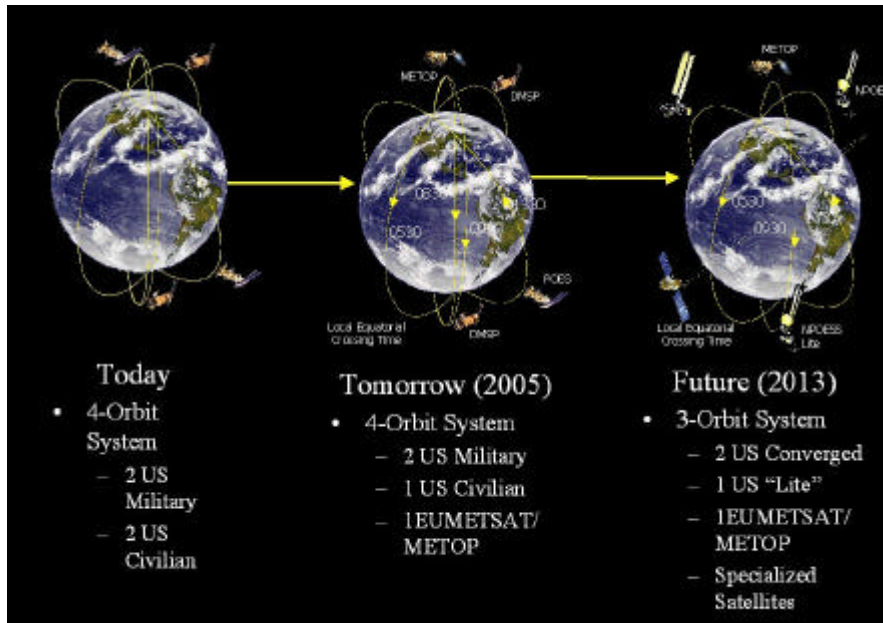 METOP
DMSP
0830
0530
POES
Local Equatorial
Crossing Time
DMSP
METOP
0530
0930
Local Equatorial
Crossing Time
NPOESS
Lite
Today
• 4-Orbit
System
– 2 US
Military
– 2 US
Civilian
Tomorrow (2005)
• 4-Orbit System
– 2 US Military
– 1 US Civilian
– 1EUMETSAT/
METOP
Future (2013)
• 3-Orbit System
– 2 US Converged
– 1 US “Lite”
– 1EUMETSAT/
METOP
– Specialized
Satellites